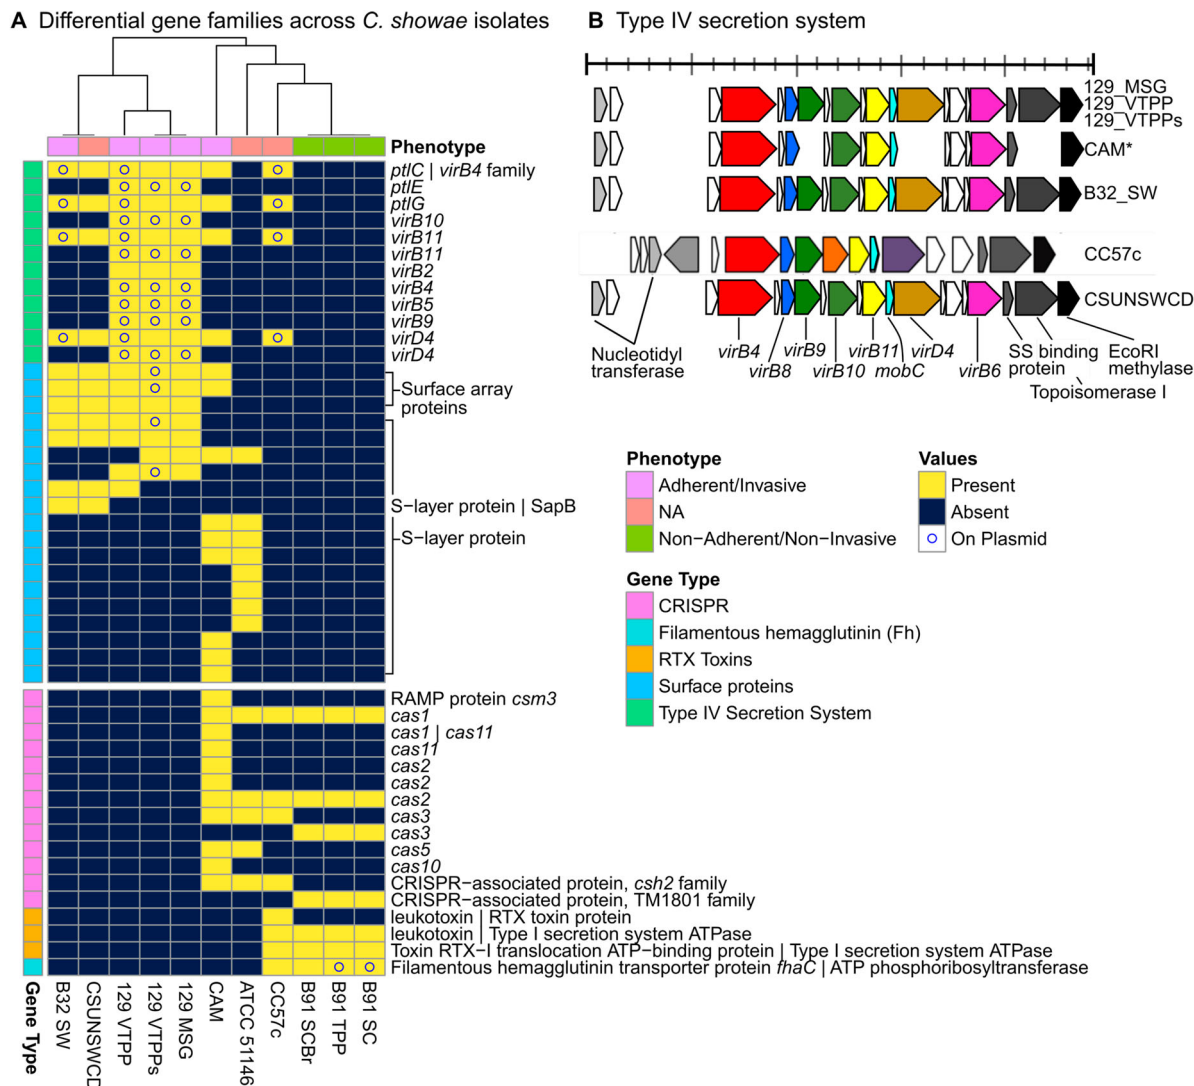 A Differential gene families across C. showae isolates
Phenotype
ptlC | virB4 family
ptlE
ptlG
virB10
virB11
virB11
virB2
virB4
virB5
virB9
virD4
virD4
Surface array
proteins
S−layer protein | SapB
S−layer protein
RAMP protein csm3
cas1
cas1 | cas11
cas11
cas2
cas2
cas2
cas3
cas3
cas5
cas10
CRISPR−associated protein, csh2 family
CRISPR−associated protein, TM1801 family
leukotoxin | RTX toxin protein
leukotoxin | Type I secretion system ATPase
Toxin RTX−I translocation ATP−binding protein | Type I secretion system ATPase
Filamentous hemagglutinin transporter protein fhaC | ATP phosphoribosyltransferase
Gene Type
B32 SW
CSUNSWCD
129 VTPP
129 VTPPs
129 MSG
CAM
ATCC 51146
CC57c
B91 SCBr
B91 TPP
B91 SC
B Type IV secretion system
129_MSG
129_VTPP
129_VTPPs
CAM*
B32_SW
CC57c
CSUNSWCD
Nucleotidyl
transferase
virB4
virB8
virB9
virB10
virB11
mobC
virD4
virB6
SS binding
protein
Topoisomerase I
EcoRI
methylase
Phenotype
Adherent/Invasive
NA
Non−Adherent/Non−Invasive
Values
Present
Absent
On Plasmid
Gene Type
CRISPR
Filamentous hemagglutinin (Fh)
RTX Toxins
Surface proteins
Type IV Secretion System